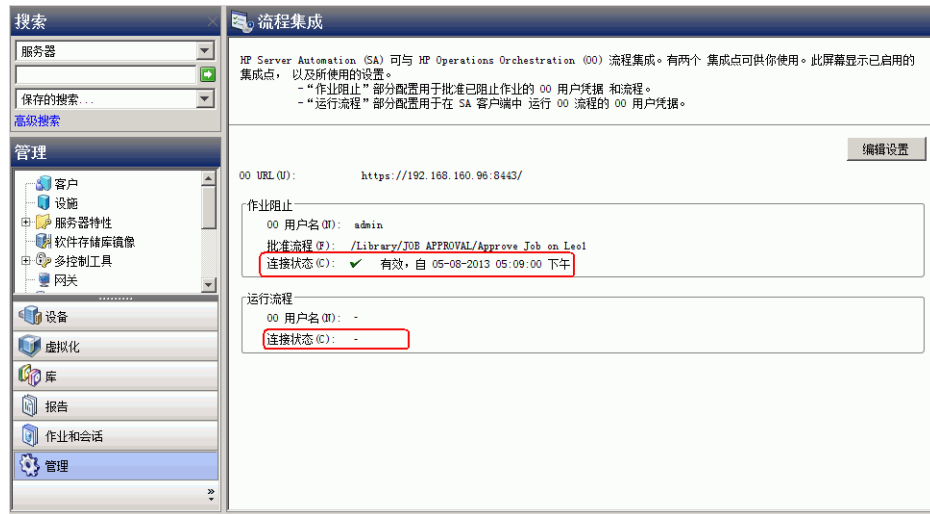 搜索
服务器
保存的搜索...
高级搜索
管理
客户
设施
服务器特性
软件存储库镜像
多控制工具
网关
设备
虚拟化
库
报告
作业和会话
管理
流程集成
HP Server Automation (SA) 可与 HP Operations Orchestration (OO) 流程集成。有两个 集成点可供你使用。此屏幕显示已启用的
集成点， 以及所使用的设置。
-“作业阻止”部分配置用于批准已阻止作业的 OO 用户凭据 和流程。
-“运行流程”部分配置用于在 SA 客户端中 运行 OO 流程的 OO 用户凭据。
编辑设置
OO URL(U): https://192.168.160.96:8443/
作业阻止
OO 用户名(N): admin
批准流程(F): /Library/JOB APPROVAL/Approve Job on Leo1
连接状态(C): ✔ 有效，自 05-08-2013 05:09:00 下午
运行流程
OO 用户名(N): -
连接状态(C): -